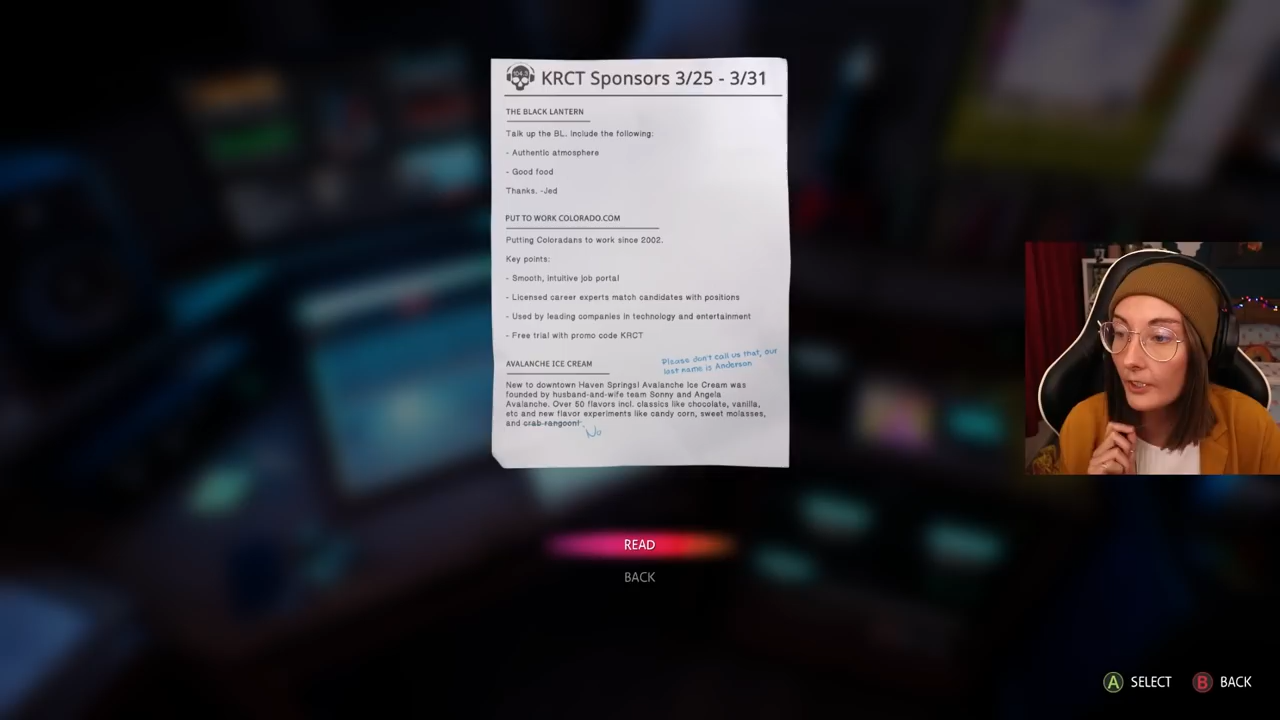 KRCT Sponsors 3/25 - 3/31
THE BLACK LANTERN
Talk up the BL. Include the following:
- Authentic atmosphere
- Good food
Thanks. -Jed
PUT TO WORK COLORADO.COM
Putting Coloradans to work since 2002.
Key points:
- Smooth, intuitive job portal
- Licensed career experts match candidates with positions
- Used by leading companies in technology and entertainment
- Free trial with promo code KRCT
Please don't call us that, our
last name is Anderson
AVALANCHE ICE CREAM
New to downtown Haven Springs! Avalanche Ice Cream was
founded by husband-and-wife team Sonny and Angela
Avalanche. Over 50 flavors incl. classics like chocolate, vanilla,
etc and new flavor experiments like candy corn, sweet molasses,
and crab rangoon!
No
READ
BACK
A SELECT B BACK